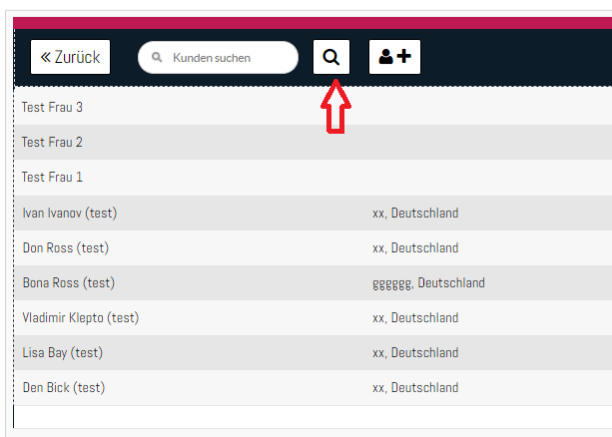 « Zurück Kunden suchen
Test Frau 3
Test Frau 2
Test Frau 1
Ivan Ivanov (test) xx, Deutschland
Don Ross (test) xx, Deutschland
Bona Ross (test) gggggg, Deutschland
Vladimir Klepto (test) xx, Deutschland
Lisa Bay (test) xx, Deutschland
Den Bick (test) xx, Deutschland